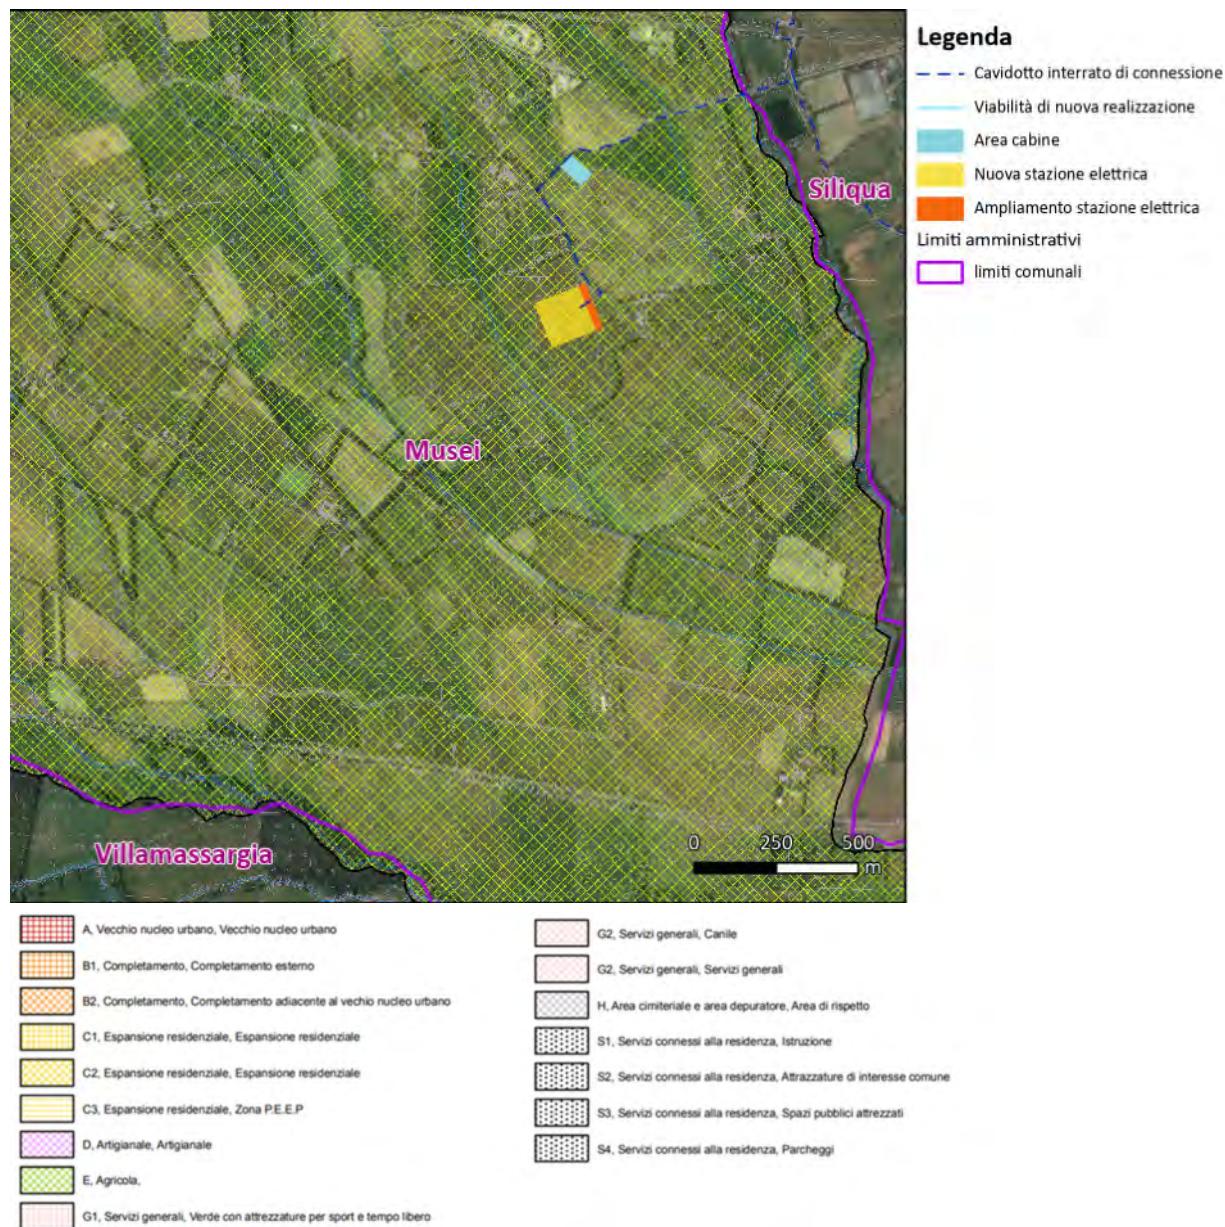 Legenda
Cavidotto interrato di connessione
Viabilità di nuova realizzazione
Area cabine
Nuova stazione elettrica
Ampliamento stazione elettrica
Limiti amministrativi
limiti comunali
Siliqua
Musei
Villamassargia
0 250 500
m
A, Vecchio nucleo urbano, Vecchio nucleo urbano
B1, Completamento, Completamento esterno
B2, Completamento, Completamento adiacente al vechio nucleo urbano
C1, Espansione residenziale, Espansione residenziale
C2, Espansione residenziale, Espansione residenziale
C3, Espansione residenziale, Zona P.E.E.P
D, Artigianale, Artigianale
E, Agricola,
G1, Servizi generali, Verde con attrezzature per sport e tempo libero
G2, Servizi generali, Canile
G2, Servizi generali, Servizi generali
H, Area cimiteriale e area depuratore, Area di rispetto
S1, Servizi connessi alla residenza, Istruzione
S2, Servizi connessi alla residenza, Attrazzature di interesse comune
S3, Servizi connessi alla residenza, Spazi pubblici attrezzati
S4, Servizi connessi alla residenza, Parcheggi